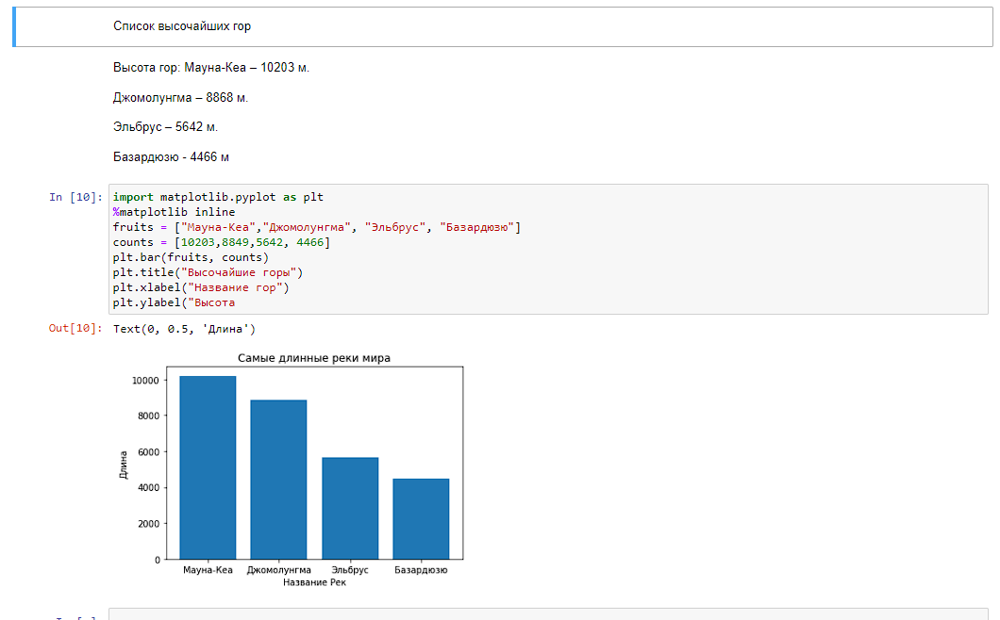 Список высочайших гор
Высота гор: Мауна-Кеа – 10203 м.
Джомолунгма – 8868 м.
Эльбрус – 5642 м.
Базардюзю - 4466 м
In [10]:
import matplotlib.pyplot as plt
%matplotlib inline
fruits = ["Мауна-Кеа","Джомолунгма", "Эльбрус", "Базардюзю"]
counts = [10203,8849,5642, 4466]
plt.bar(fruits, counts)
plt.title("Высочайшие горы")
plt.xlabel("Название гор")
plt.ylabel("Высота
Out[10]: Text(0, 0.5, 'Длина')
Самые длинные реки мира
10000
8000
6000
4000
2000
0
Длина
Мауна-Кеа Джомолунгма Эльбрус Базардюзю
Название Рек